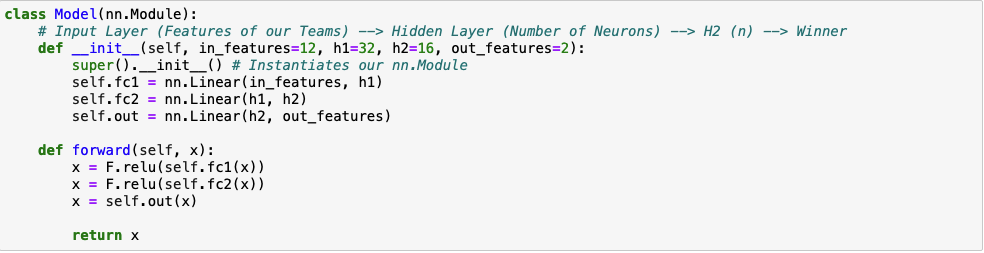 class Model(nn.Module):
    # Input Layer (Features of our Teams) --> Hidden Layer (Number of Neurons) --> H2 (n) --> Winner
    def __init__(self, in_features=12, h1=32, h2=16, out_features=2):
        super().__init__() # Instantiates our nn.Module
        self.fc1 = nn.Linear(in_features, h1)
        self.fc2 = nn.Linear(h1, h2)
        self.out = nn.Linear(h2, out_features)

    def forward(self, x):
        x = F.relu(self.fc1(x))
        x = F.relu(self.fc2(x))
        x = self.out(x)

        return x